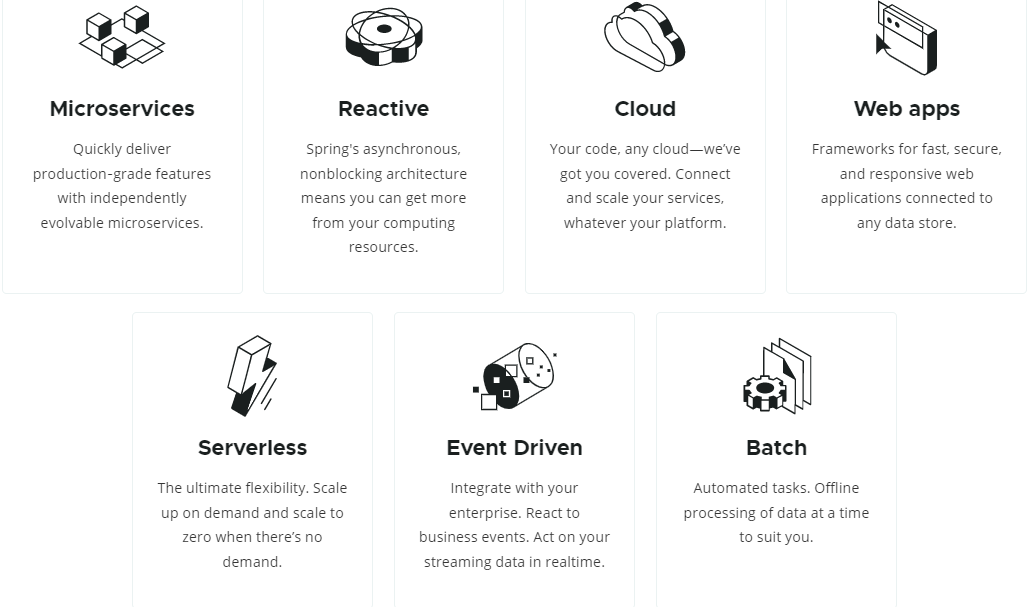 Microservices
Quickly deliver
production-grade features
with independently
evolvable microservices.
Reactive
Spring's asynchronous,
nonblocking architecture
means you can get more
from your computing
resources.
Cloud
Your code, any cloud—we’ve
got you covered. Connect
and scale your services,
whatever your platform.
Web apps
Frameworks for fast, secure,
and responsive web
applications connected to
any data store.
Serverless
The ultimate flexibility. Scale
up on demand and scale to
zero when there’s no
demand.
Event Driven
Integrate with your
enterprise. React to
business events. Act on your
streaming data in realtime.
Batch
Automated tasks. Offline
processing of data at a time
to suit you.